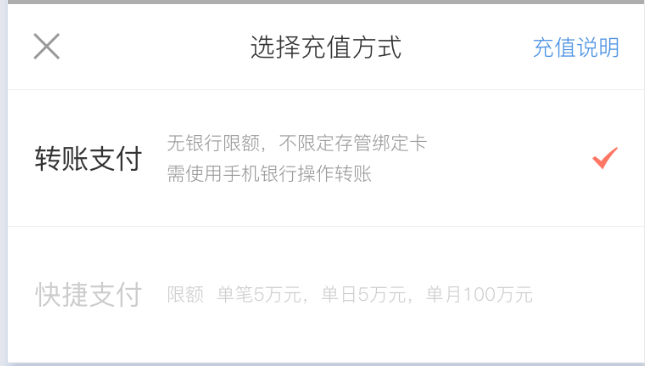 选择充值方式
充值说明
转账支付
无银行限额，不限定存管绑定卡
需使用手机银行操作转账
快捷支付
限额 单笔5万元，单日5万元，单月100万元